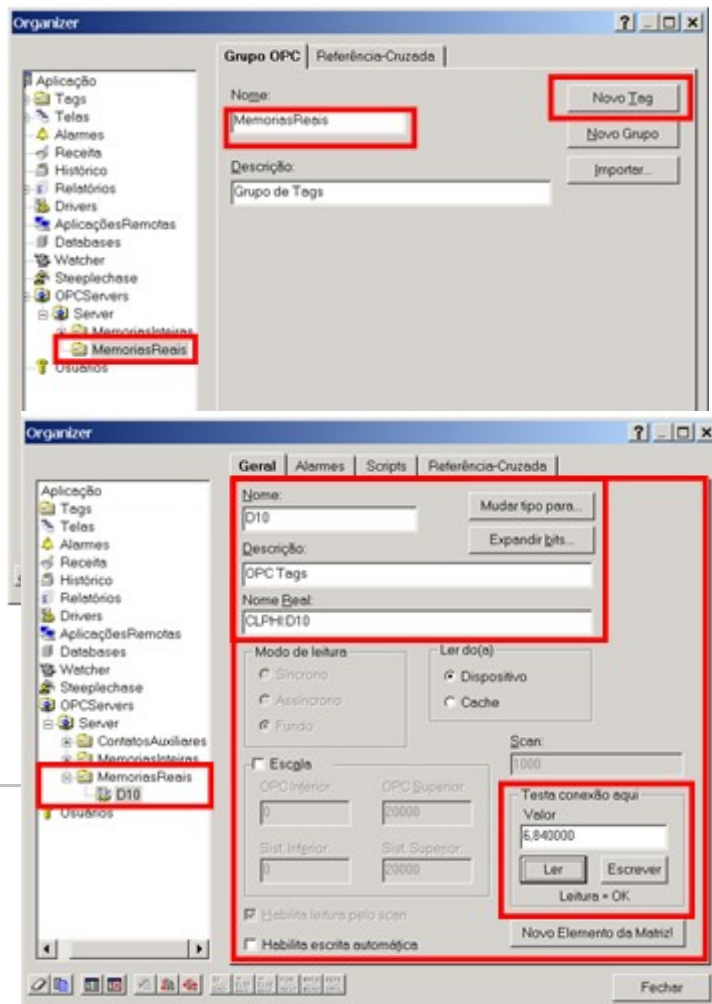 Organizer
Grupo OPC Referência-Cruzada
Aplicação
Tags
Telas
Alarmes
Receita
Histórico
Relatórios
Drivers
AplicaçõesRemotas
Databases
Watcher
Steeplechase
OPCServers
Server
MemoriasInteiras
MemoriasReais
Usuários
Nome:
MemoriasReais
Descrição:
Grupo de Tags
Novo Tag
Novo Grupo
Importar...
Organizer
Geral Alarmes Scripts Referência-Cruzada
Aplicação
Tags
Telas
Alarmes
Receita
Histórico
Relatórios
Drivers
AplicaçõesRemotas
Databases
Watcher
Steeplechase
OPCServers
Server
ContatosAuxiliares
MemoriasInteiras
MemoriasReais
D10
Usuários
Nome:
D10
Mudar tipo para...
Expandir bits...
Descrição:
OPC Tags
Nome Real:
CLPHI:D10
Modo de leitura
Síncrono
Assíncrono
Fundo
Ler do(a)
Dispositivo
Cache
Scan:
1000
Escala
OPC Inferior: OPC Superior:
0 20000
Sist. Inferior: Sist. Superior:
0 20000
Testa conexão aqui
Valor
6,840000
Ler Escrever
Leitura = OK
Habilita leitura pelo scan
Habilita escrita automática
Novo Elemento da Matriz!
Fechar